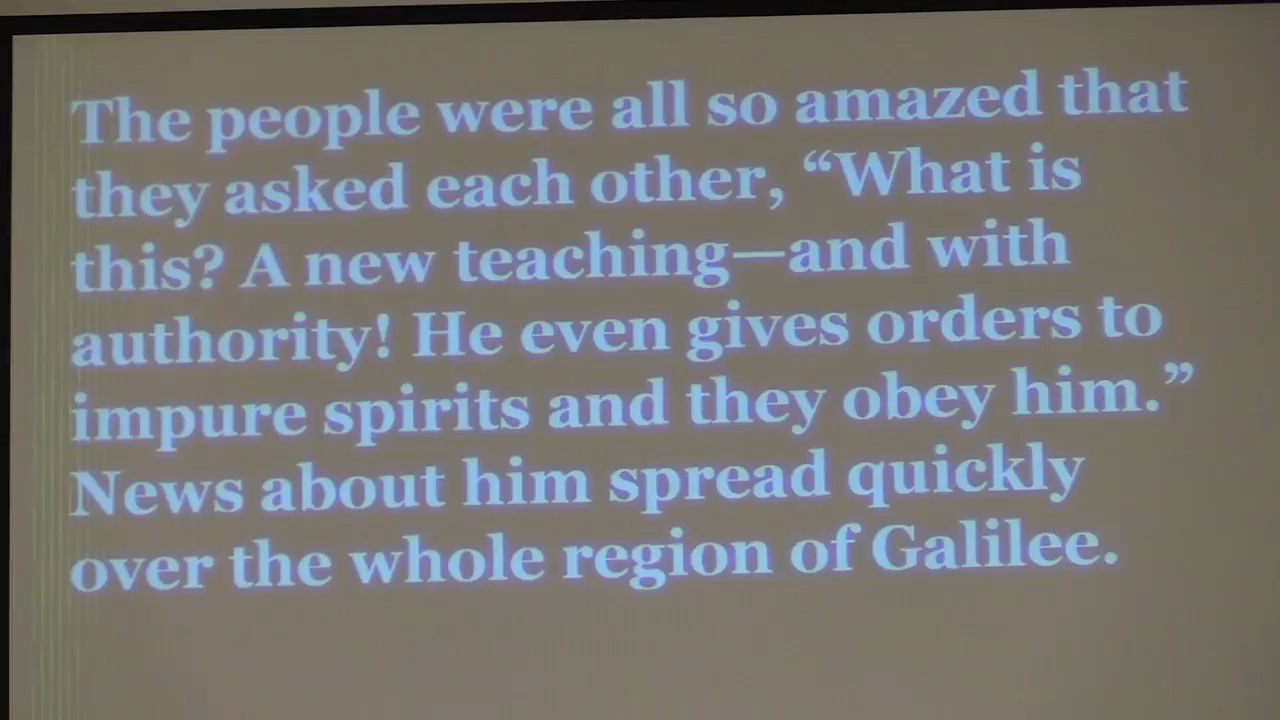 The people were all so amazed that
they asked each other, “What is
this? A new teaching—and with
authority! He even gives orders to
impure spirits and they obey him.”
News about him spread quickly
over the whole region of Galilee.